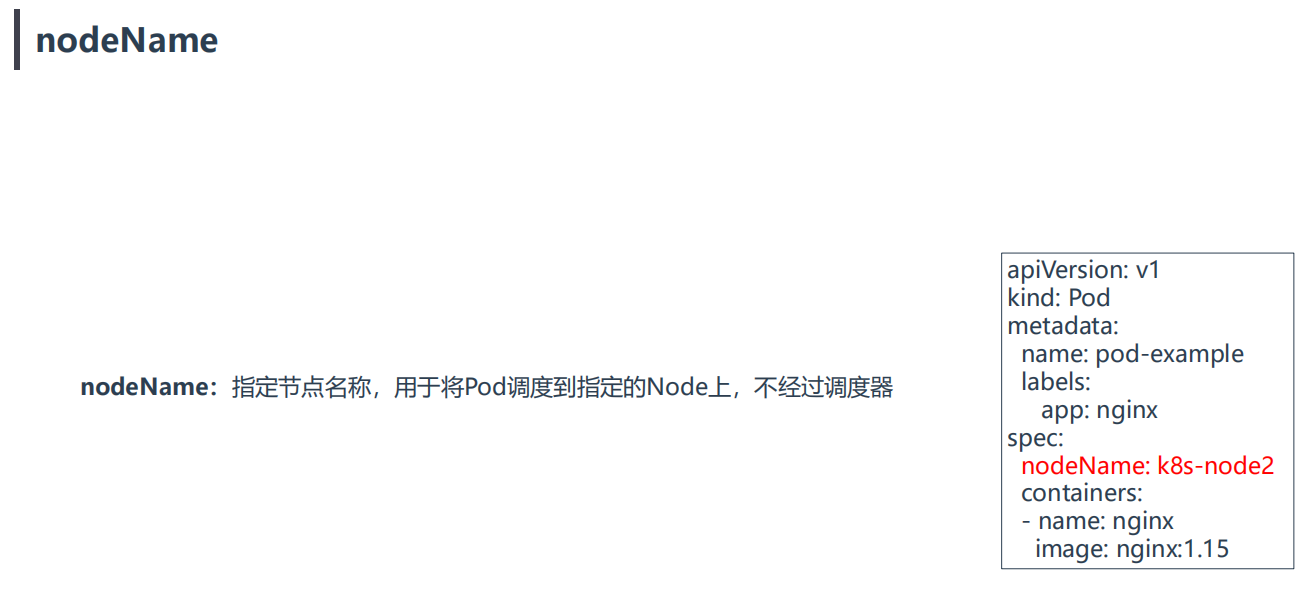 nodeName
nodeName：指定节点名称，用于将Pod调度到指定的Node上，不经过调度器
apiVersion: v1
kind: Pod
metadata:
  name: pod-example
  labels:
    app: nginx
spec:
  nodeName: k8s-node2
  containers:
  - name: nginx
    image: nginx:1.15